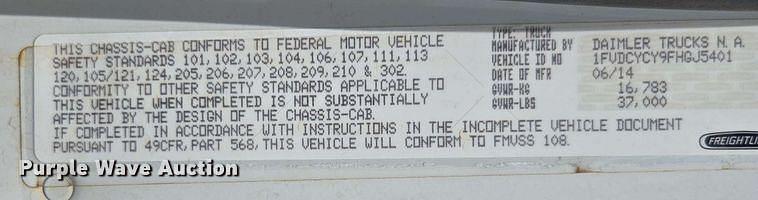 THIS CHASSIS-CAB CONFORMS TO FEDERAL MOTOR VEHICLE
SAFETY STANDARDS 101, 102, 103, 104, 106, 107, 111, 113
120, 105/121, 124, 205, 206, 207, 208, 209, 210 & 302.
CONFORMITY TO OTHER SAFETY STANDARDS APPLICABLE TO
THIS VEHICLE WHEN COMPLETED IS NOT SUBSTANTIALLY
AFFECTED BY THE DESIGN OF THE CHASSIS-CAB.
IF COMPLETED IN ACCORDANCE WITH INSTRUCTIONS IN THE INCOMPLETE VEHICLE DOCUMENT
PURSUANT TO 49CFR, PART 568, THIS VEHICLE WILL CONFORM TO FMVSS 108.
TYPE: TRUCK
MANUFACTURED BY DAIMLER TRUCKS N. A.
VEHICLE ID NO 1FVDCYCY9FHGJ5401
DATE OF MFR 06/14
GVWR-KG 16,783
GVWR-LBS 37,000
FREIGHTLI
Purple Wave Auction